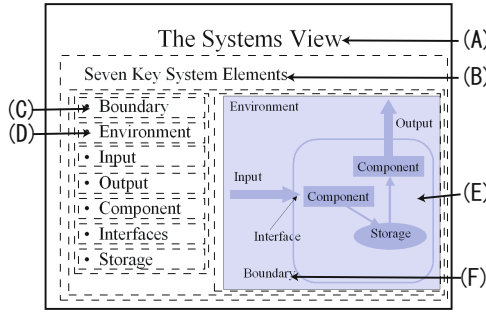 The Systems View
(A)
Seven Key System Elements
(B)
(C)
• Boundary
(D)
• Environment
• Input
• Output
• Component
• Interfaces
• Storage
Environment
Output
Input
Component
Component
(E)
Interface
Storage
Boundary
(F)